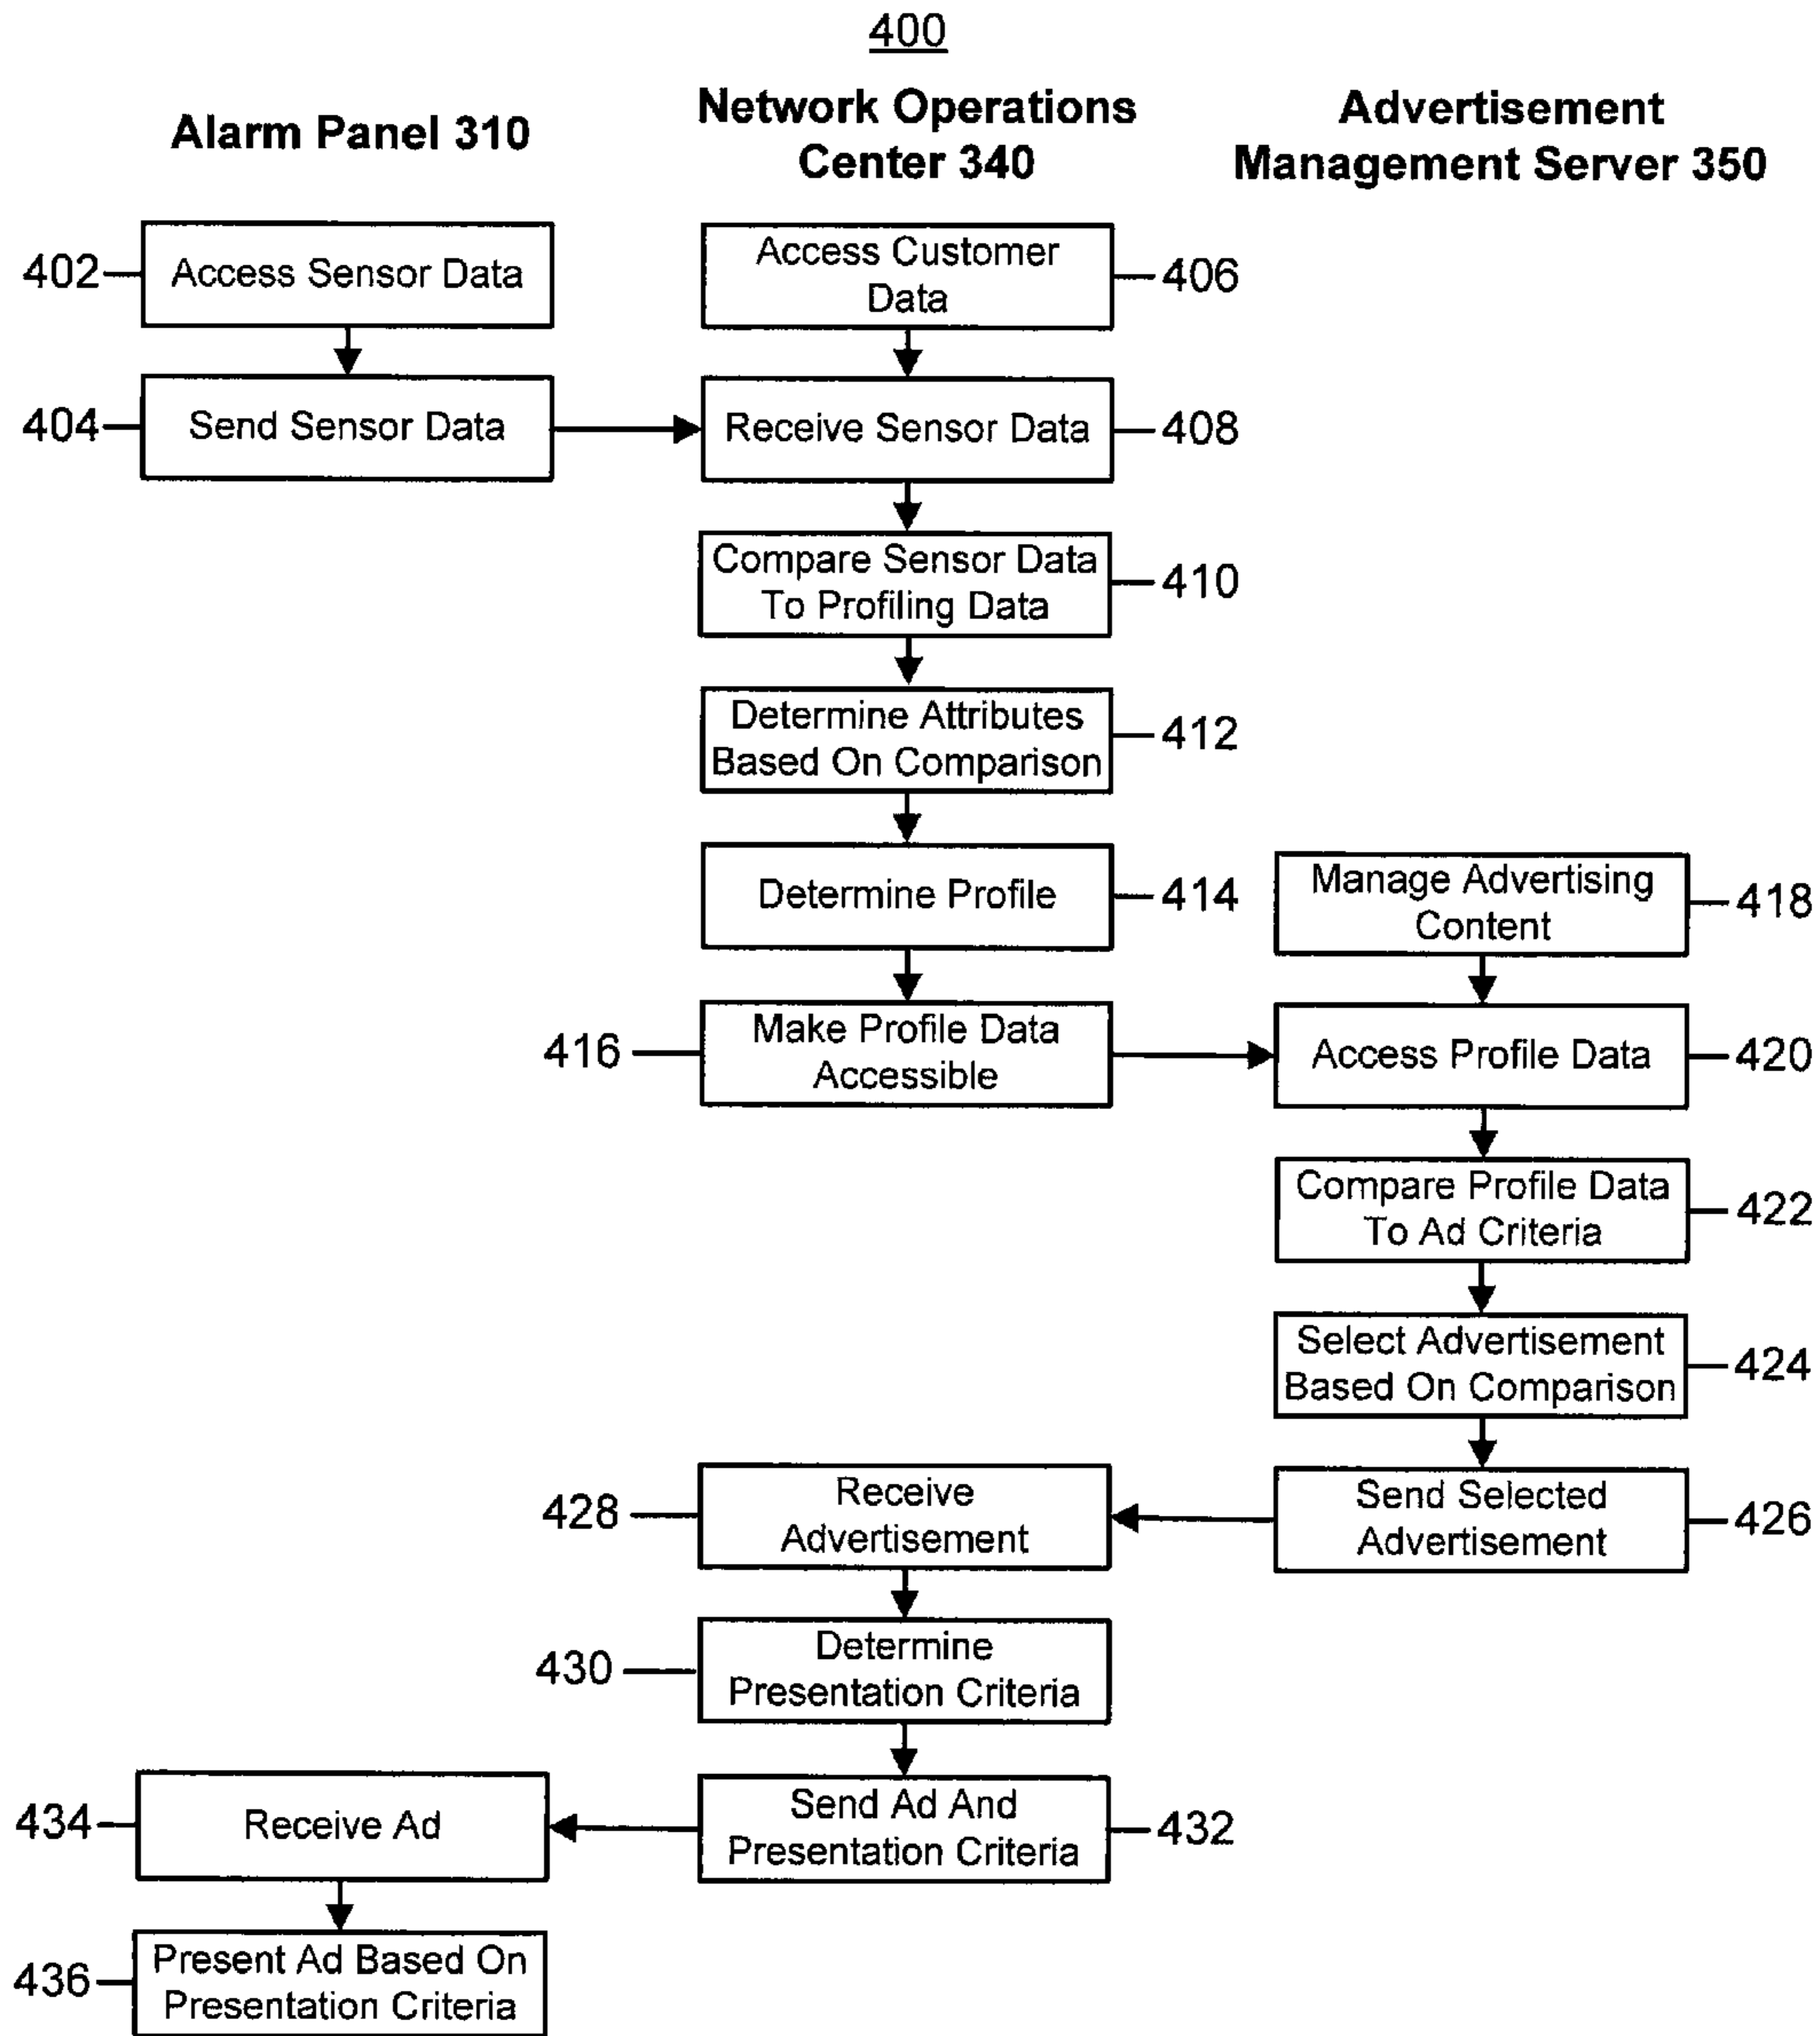 400
Alarm Panel 310
Network Operations
Center 340
Advertisement
Management Server 350
402
Access Sensor Data
Access Customer
Data
406
404
Send Sensor Data
Receive Sensor Data
408
Compare Sensor Data
To Profiling Data
410
Determine Attributes
Based On Comparison
412
Determine Profile
414
Manage Advertising
Content
418
416
Make Profile Data
Accessible
Access Profile Data
420
Compare Profile Data
To Ad Criteria
422
Select Advertisement
Based On Comparison
424
428
Receive
Advertisement
Send Selected
Advertisement
426
430
Determine
Presentation Criteria
434
Receive Ad
Send Ad And
Presentation Criteria
432
436
Present Ad Based On
Presentation Criteria